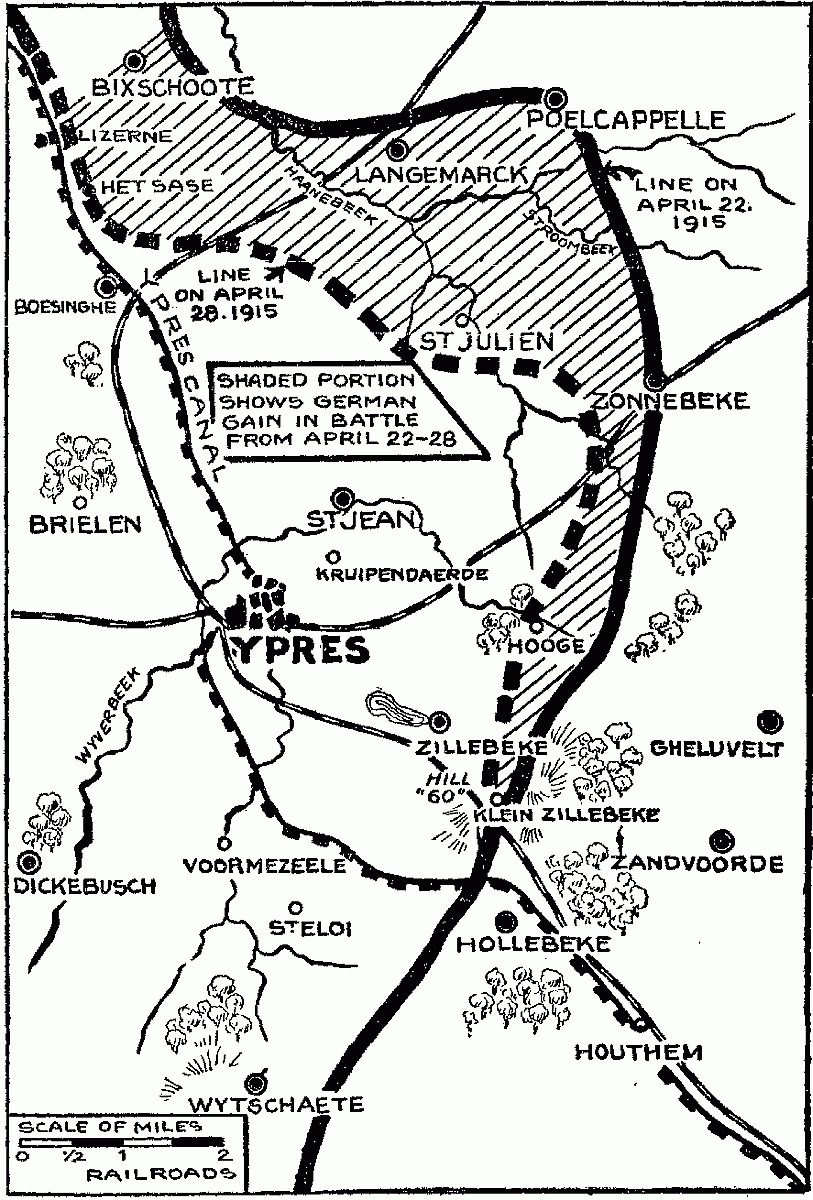 BIXSCHOOTE
POELCAPPELLE
LIZERNE
LANGEMARCK
HET SASE
HAANEBEEK
LINE ON
APRIL 22.
1915
STROOMBEEK
LINE
ON APRIL
28.1915
BOESINGHE
YPRES CANAL
ST JULIEN
SHADED PORTION
SHOWS GERMAN
GAIN IN BATTLE
FROM APRIL 22-28
ZONNEBEKE
BRIELEN
ST JEAN
KRUIPENDAERDE
HOOGE
YPRES
WYVERBEEK
ZILLEBEKE
GHELUVELT
HILL
"60"
KLEIN ZILLEBEKE
VOORMEZEELE
ZANDVOORDE
DICKEBUSCH
STELOI
HOLLEBEKE
HOUTHEM
WYTSCHAETE
SCALE OF MILES
0 1/2 1 2
RAILROADS